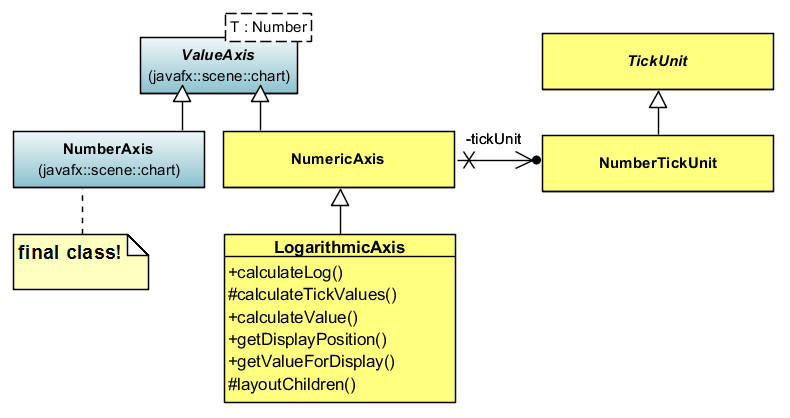 T : Number
ValueAxis
(javafx::scene::chart)
TickUnit
NumberAxis
(javafx::scene::chart)
NumericAxis
-tickUnit
NumberTickUnit
final class!
LogarithmicAxis
+calculateLog()
#calculateTickValues()
+calculateValue()
+getDisplayPosition()
+getValueForDisplay()
#layoutChildren()